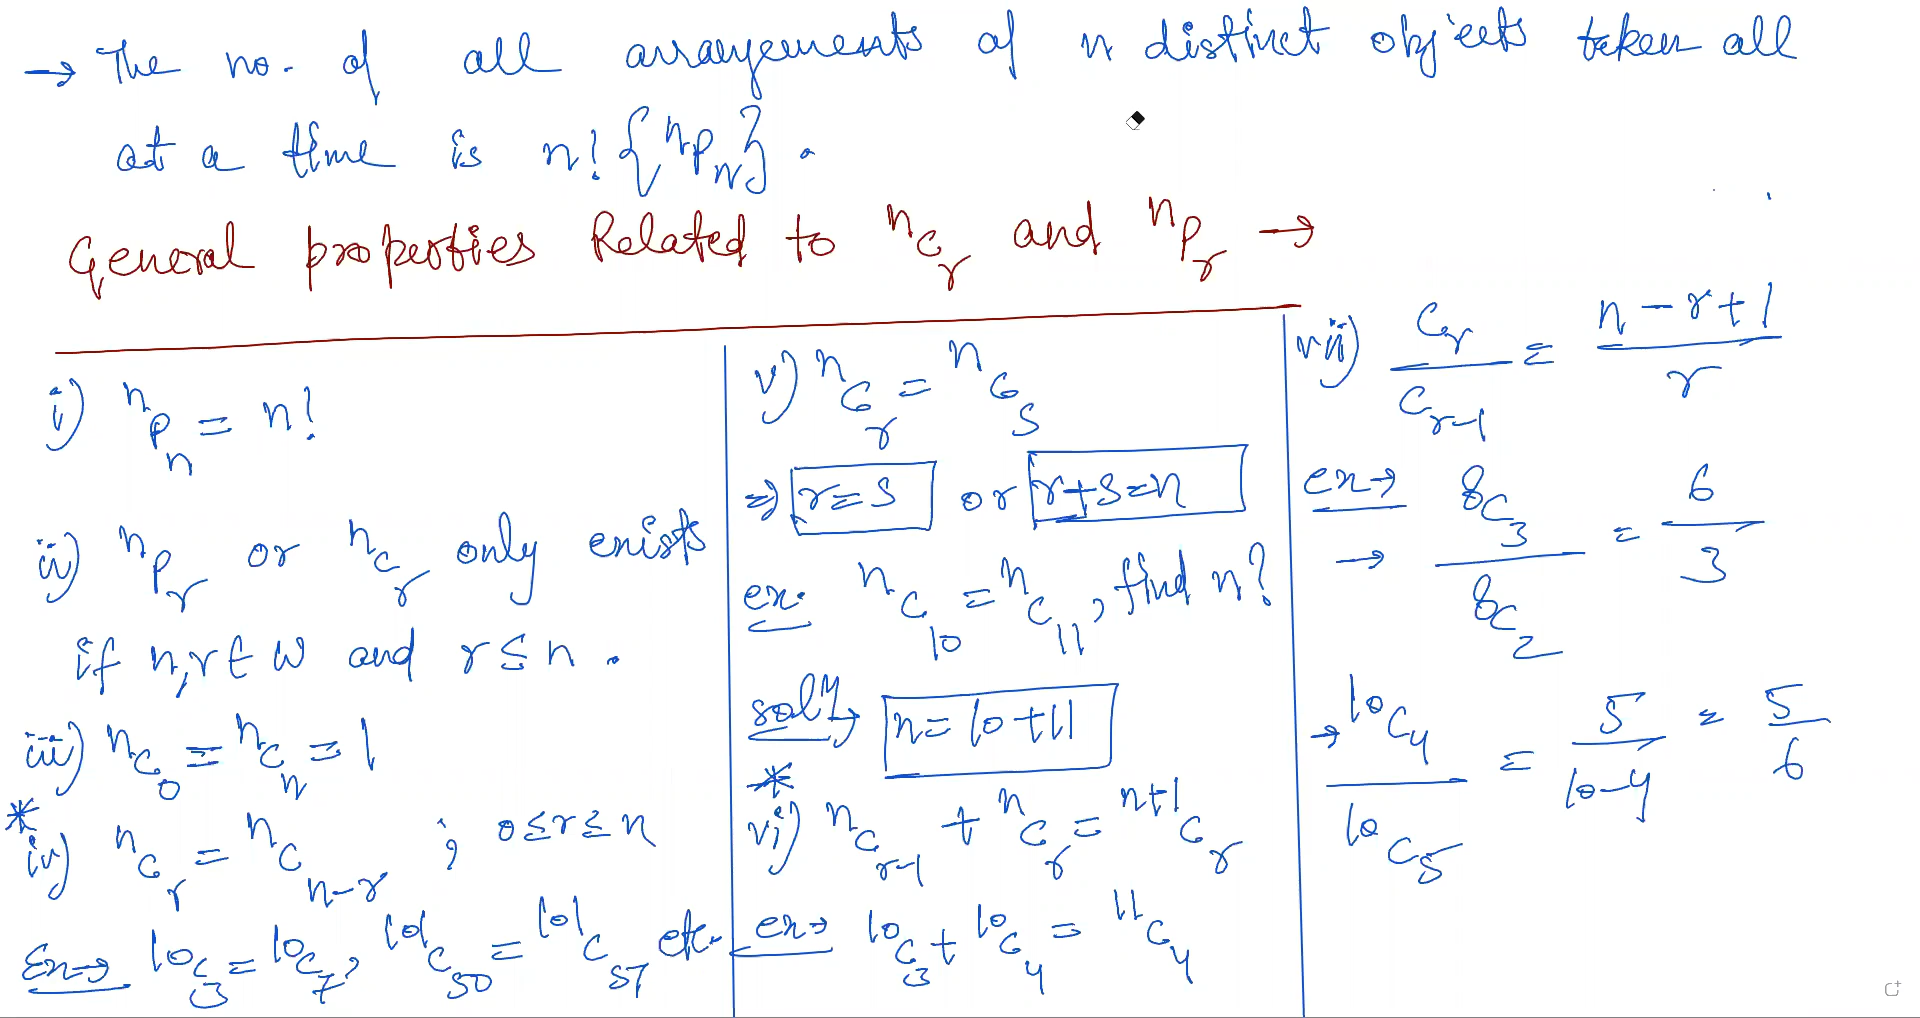 → The no. of all arrangements of n distinct objects taken all
at a time is n! {ⁿPₙ}.
General properties Related to ⁿCᵣ and ⁿPᵣ →
i) ⁿPₙ = n!
ii) ⁿPᵣ or ⁿCᵣ only exists
if n,r ∈ W and r ≤ n.
iii) ⁿC₀ = ⁿCₙ = 1
* iv) ⁿCᵣ = ⁿCₙ₋ᵣ ; 0≤r≤n
Ex→ ¹⁰C₃ = ¹⁰C₇, ¹⁰¹C₅₀ = ¹⁰¹C₅₁ etc.
v) ⁿCᵣ = ⁿCₛ
⇒ r=s or r+s=n
ex. ⁿC₁₀ = ⁿC₁₁, find n?
solⁿ→ n=10+11
* vi) ⁿCᵣ₋₁ + ⁿCᵣ = ⁿ⁺¹Cᵣ
ex→ ¹⁰C₃ + ¹⁰C₄ = ¹¹C₄
vii) Cᵣ / Cᵣ₋₁ = n-r+1 / r
ex→ ⁸C₃ / ⁸C₂ = 6 / 3
→ ¹⁰C₄ / ¹⁰C₅ = 5 / 10-4 = 5 / 6